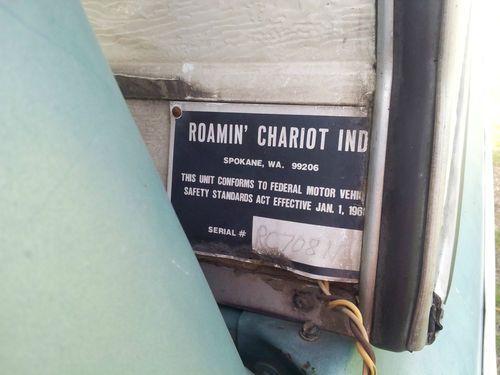 ROAMIN' CHARIOT IND
SPOKANE, WA. 99206
THIS UNIT CONFORMS TO FEDERAL MOTOR VEHIC
SAFETY STANDARDS ACT EFFECTIVE JAN. 1, 196
SERIAL #